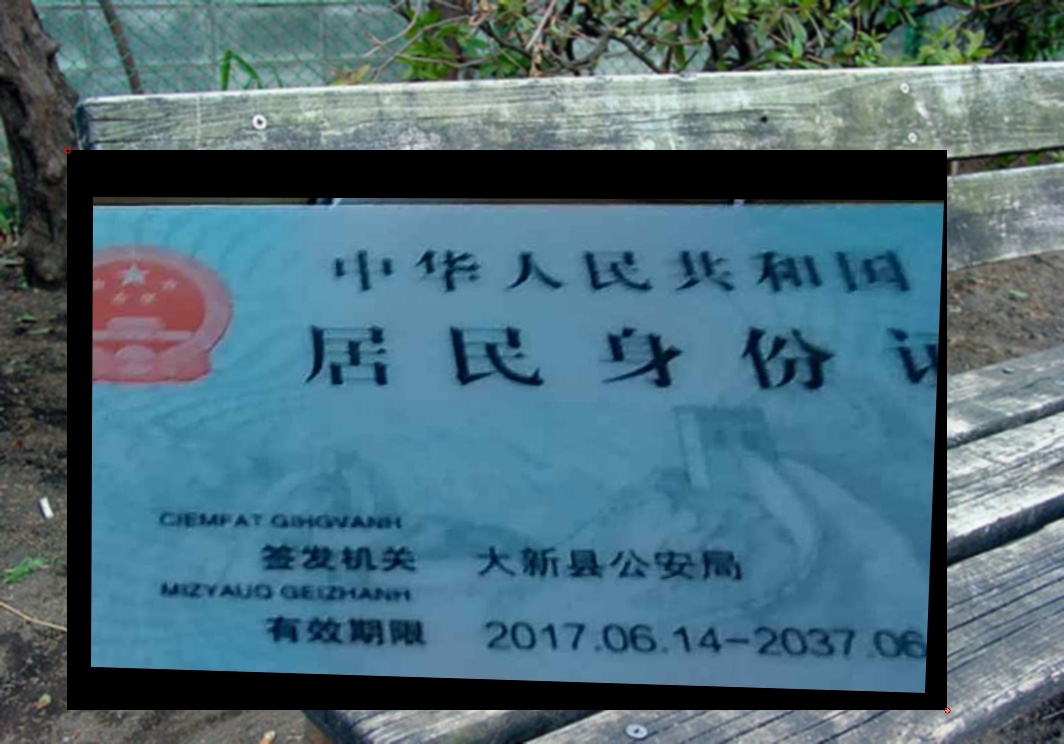 中华人民共和国
居民身份
CIEMFAT GIHGVANH
签发机关 大新县公安局
MIZYAUQ GEIZHANH
有效期限 2017.06.14-2037.06